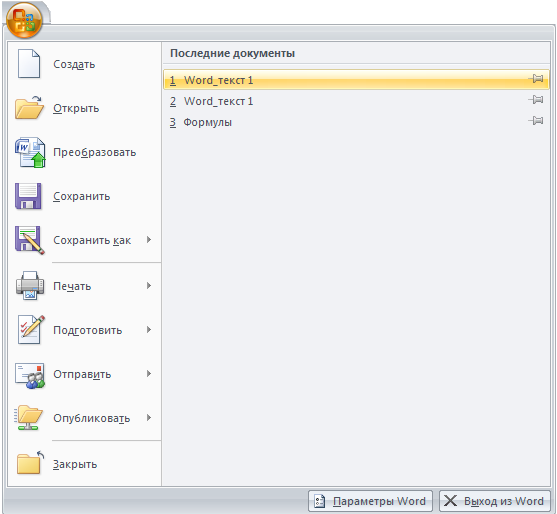 Последние документы
Создать
1 Word_текст 1
Открыть
2 Word_текст 1
3 Формулы
Преобразовать
Сохранить
Сохранить как
Печать
Подготовить
Отправить
Опубликовать
Закрыть
Параметры Word
Выход из Word